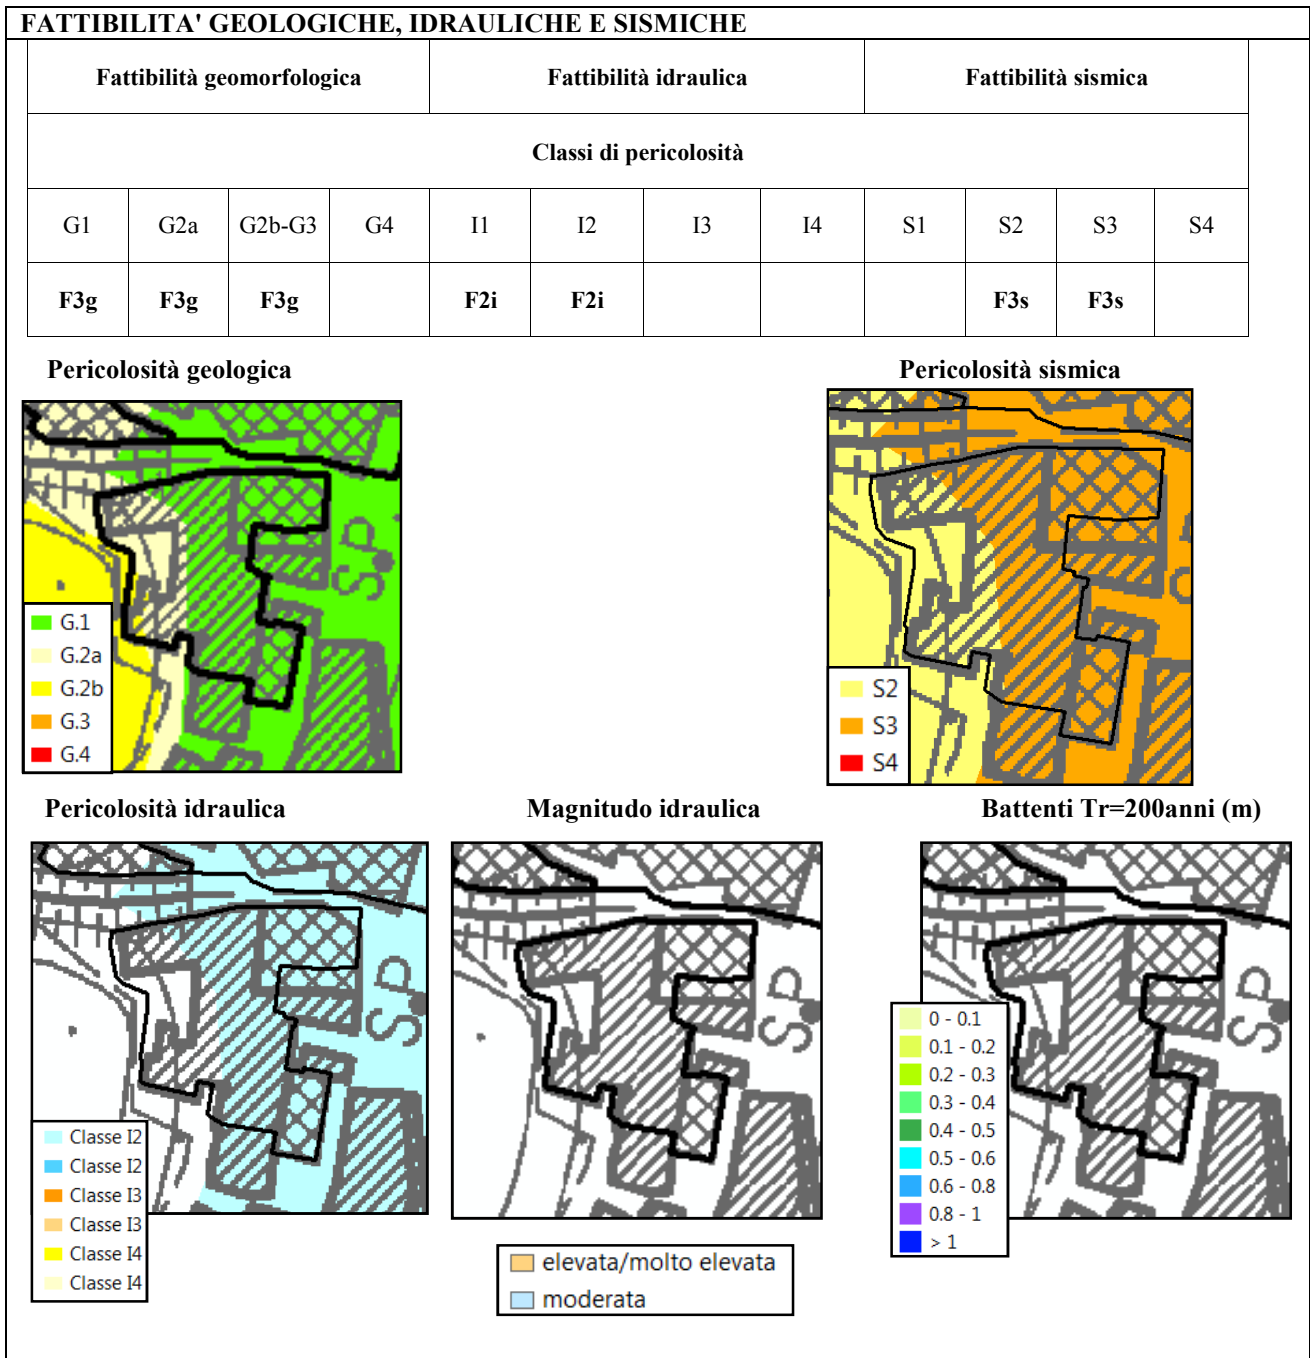 FATTIBILITA' GEOLOGICHE, IDRAULICHE E SISMICHE
Fattibilità geomorfologica Fattibilità idraulica Fattibilità sismica
Classi di pericolosità
G1 G2a G2b-G3 G4 I1 I2 I3 I4 S1 S2 S3 S4
F3g F3g F3g F2i F2i F3s F3s
Pericolosità geologica Pericolosità sismica
SP
G.1
G.2a
G.2b
G.3
G.4
S2
S3
S4
Pericolosità idraulica Magnitudo idraulica Battenti Tr=200anni (m)
SP
SP
SP
Classe I2
Classe I2
Classe I3
Classe I3
Classe I4
Classe I4
elevata/molto elevata
moderata
0 - 0.1
0.1 - 0.2
0.2 - 0.3
0.3 - 0.4
0.4 - 0.5
0.5 - 0.6
0.6 - 0.8
0.8 - 1
> 1